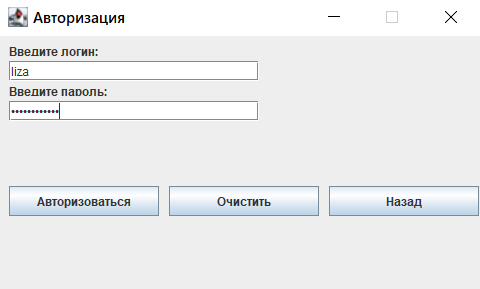 Авторизация
Введите логин:
liza
Введите пароль:
••••••••••••
Авторизоваться Очистить Назад